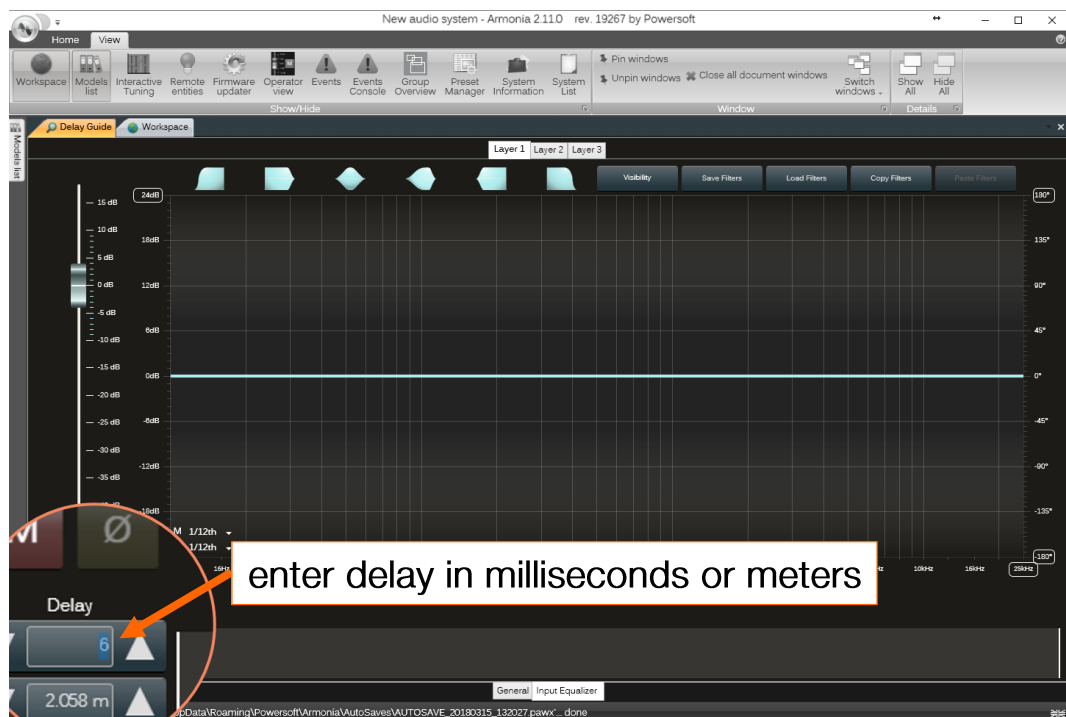 New audio system - Armonia 2.11.0 rev. 19267 by Powersoft
Home View
Workspace
Models list
Interactive Tuning
Remote entities
Firmware updater
Operator view
Events
Events Console
Group Overview
Preset Manager
System Information
System List
Show/Hide
Pin windows
Unpin windows
Close all document windows
Switch windows
Window
Show All
Hide All
Details
Models list
Delay Guide
Workspace
Layer 1 Layer 2 Layer 3
Visibility Save Filters Load Filters Copy Filters Paste Filters
15 dB
10 dB
5 dB
0 dB
-5 dB
-10 dB
-15 dB
-20 dB
-25 dB
-30 dB
-35 dB
24dB
18dB
12dB
6dB
0dB
-6dB
-12dB
-18dB
180°
135°
90°
45°
0°
-45°
-90°
-135°
-180°
M 1/12th
1/12th
16Hz
10kHz 16kHz 25kHz
enter delay in milliseconds or meters
M Ø
Delay
6
2.058 m
General Input Equalizer
pData\Roaming\Powersoft\Armonia\AutoSaves\AUTOSAVE_20180315_132027.pawx"... done